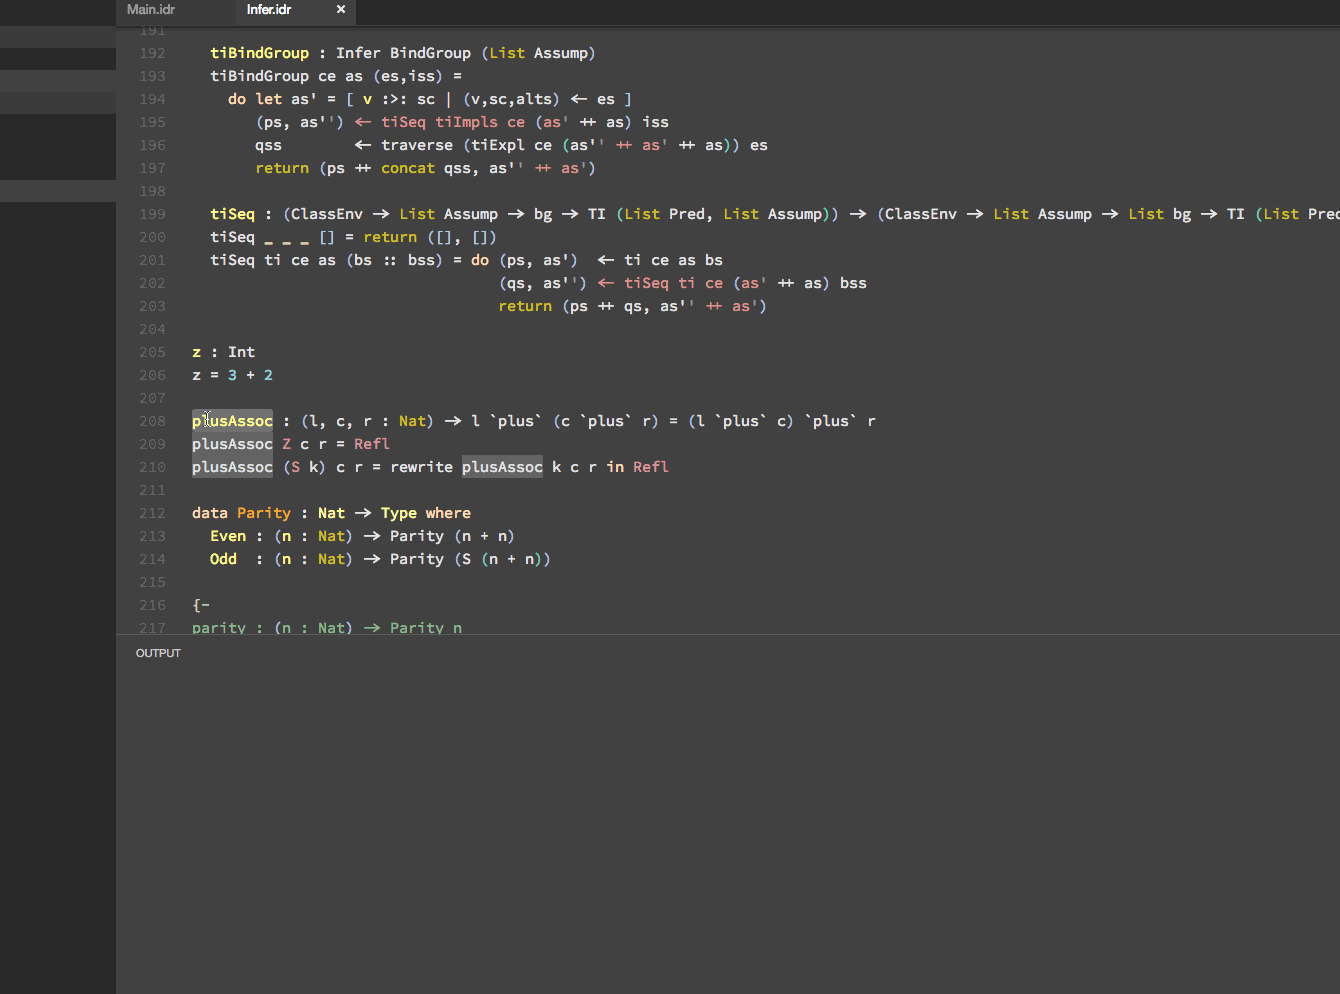 Main.idr Infer.idr ×
191
192 tiBindGroup : Infer BindGroup (List Assump)
193 tiBindGroup ce as (es,iss) =
194 do let as' = [ v :>: sc | (v,sc,alts) ← es ]
195 (ps, as'') ← tiSeq tiImpls ce (as' ++ as) iss
196 qss ← traverse (tiExpl ce (as'' ++ as' ++ as)) es
197 return (ps ++ concat qss, as'' ++ as')
198
199 tiSeq : (ClassEnv → List Assump → bg → TI (List Pred, List Assump)) → (ClassEnv → List Assump → List bg → TI (List Pred
200 tiSeq _ _ _ [] = return ([], [])
201 tiSeq ti ce as (bs :: bss) = do (ps, as') ← ti ce as bs
202 (qs, as'') ← tiSeq ti ce (as' ++ as) bss
203 return (ps ++ qs, as'' ++ as')
204
205 z : Int
206 z = 3 + 2
207
208 plusAssoc : (l, c, r : Nat) → l `plus` (c `plus` r) = (l `plus` c) `plus` r
209 plusAssoc Z c r = Refl
210 plusAssoc (S k) c r = rewrite plusAssoc k c r in Refl
211
212 data Parity : Nat → Type where
213 Even : (n : Nat) → Parity (n + n)
214 Odd : (n : Nat) → Parity (S (n + n))
215
216 {-
217 parity : (n : Nat) → Parity n
OUTPUT